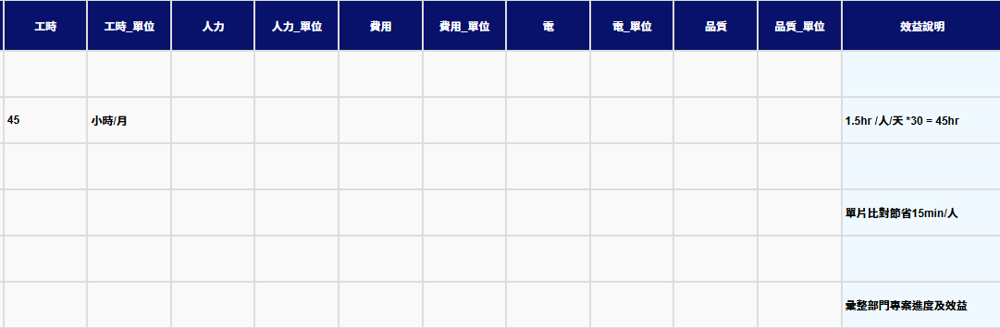 工時 工時_單位 人力 人力_單位 費用 費用_單位 電 電_單位 品質 品質_單位 效益說明
45 小時/月 1.5hr /人/天 *30 = 45hr
單片比對節省15min/人
彙整部門專案進度及效益